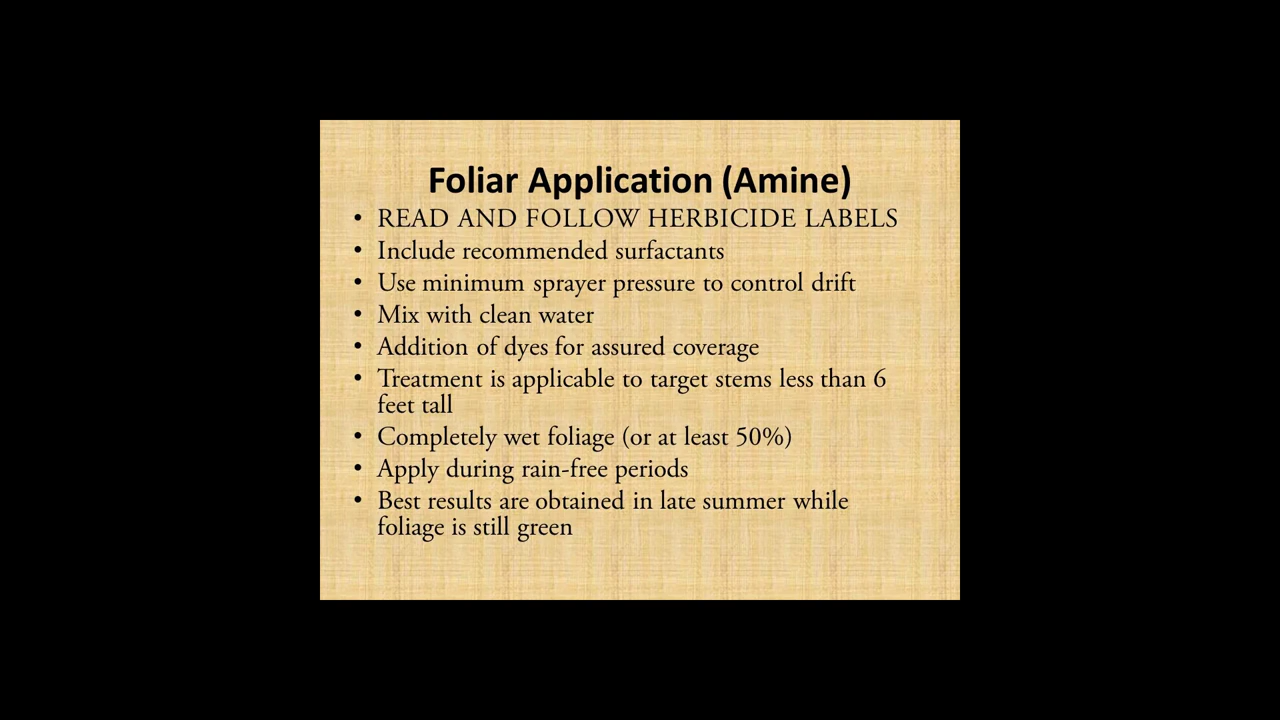 Foliar Application (Amine)
• READ AND FOLLOW HERBICIDE LABELS
• Include recommended surfactants
• Use minimum sprayer pressure to control drift
• Mix with clean water
• Addition of dyes for assured coverage
• Treatment is applicable to target stems less than 6
feet tall
• Completely wet foliage (or at least 50%)
• Apply during rain-free periods
• Best results are obtained in late summer while
foliage is still green